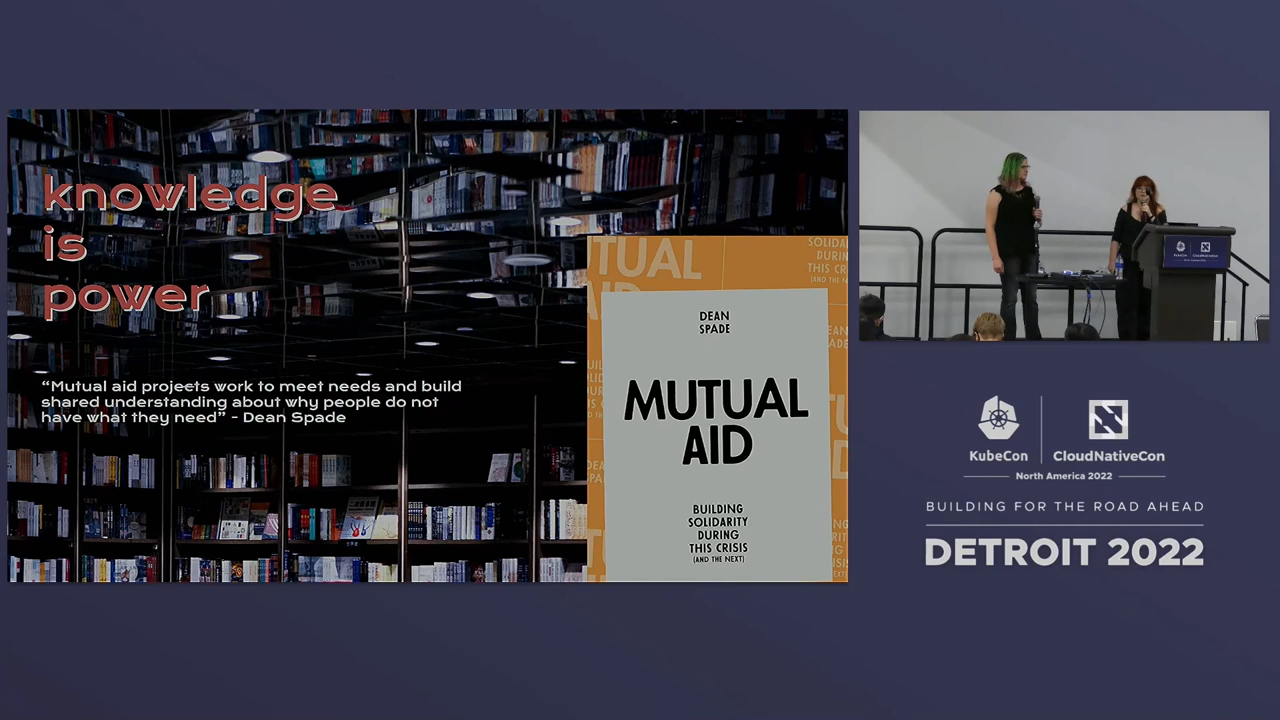 knowledge
is
power
“Mutual aid projects work to meet needs and build
shared understanding about why people do not
have what they need” - Dean Spade
DEAN
SPADE
MUTUAL
AID
BUILDING
SOLIDARITY
DURING
THIS CRISIS
(AND THE NEXT)
KubeCon
CloudNativeCon
North America 2022
BUILDING FOR THE ROAD AHEAD
DETROIT 2022